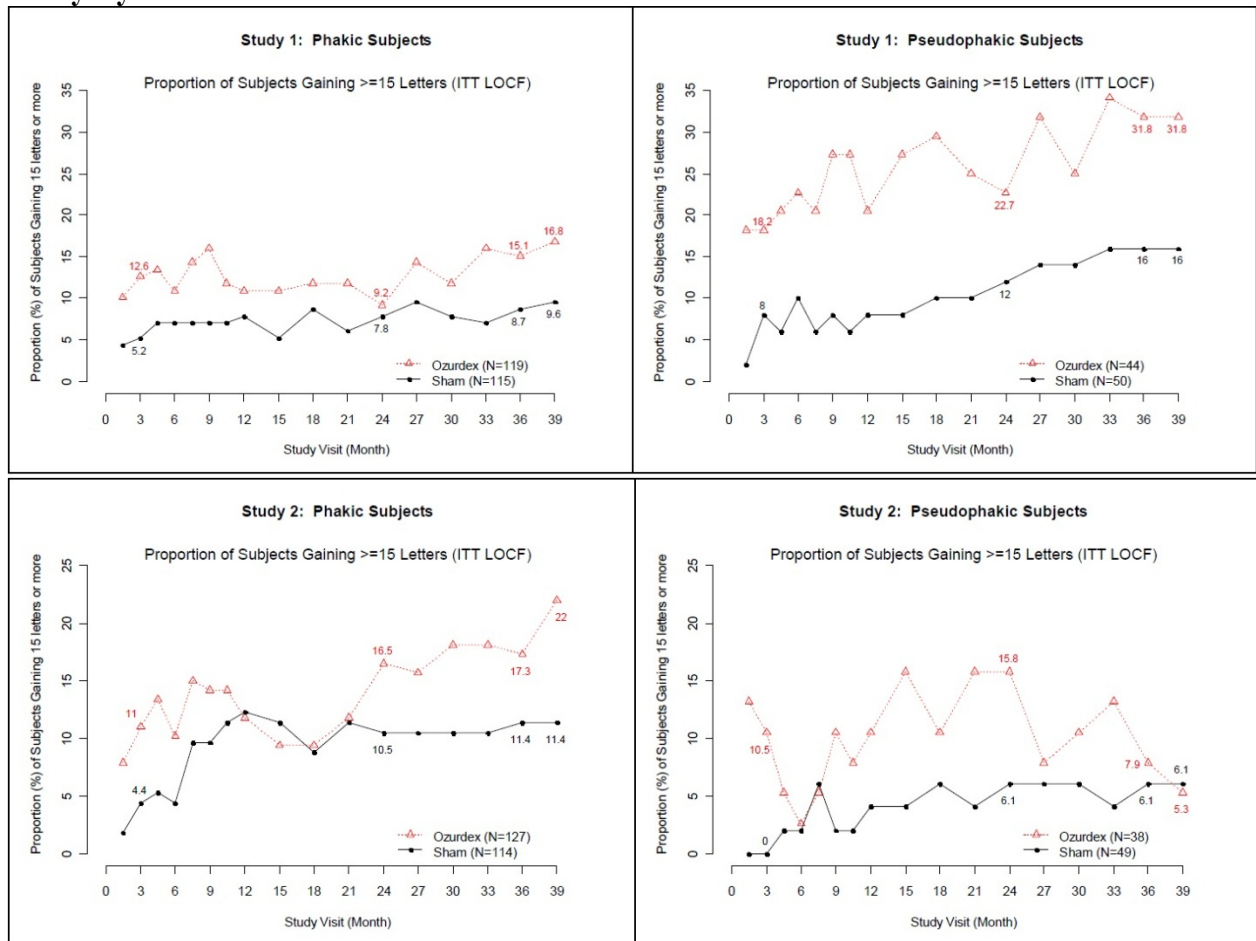 Study 1: Phakic Subjects
Proportion of Subjects Gaining >=15 Letters (ITT LOCF)
Proportion (%) of Subjects Gaining 15 letters or more
35
30
25
20
15
10
5
0
12.6
5.2
9.2
7.8
15.1
16.8
8.7
9.6
Ozurdex (N=119)
Sham (N=115)
0 3 6 9 12 15 18 21 24 27 30 33 36 39
Study Visit (Month)
Study 1: Pseudophakic Subjects
Proportion of Subjects Gaining >=15 Letters (ITT LOCF)
Proportion (%) of Subjects Gaining 15 letters or more
35
30
25
20
15
10
5
0
18.2
8
22.7
12
31.8 31.8
16 16
Ozurdex (N=44)
Sham (N=50)
0 3 6 9 12 15 18 21 24 27 30 33 36 39
Study Visit (Month)
Study 2: Phakic Subjects
Proportion of Subjects Gaining >=15 Letters (ITT LOCF)
Proportion (%) of Subjects Gaining 15 letters or more
25
20
15
10
5
0
11
4.4
16.5
10.5
17.3
22
11.4 11.4
Ozurdex (N=127)
Sham (N=114)
0 3 6 9 12 15 18 21 24 27 30 33 36 39
Study Visit (Month)
Study 2: Pseudophakic Subjects
Proportion of Subjects Gaining >=15 Letters (ITT LOCF)
Proportion (%) of Subjects Gaining 15 letters or more
25
20
15
10
5
0
10.5
0
15.8
6.1
7.9
6.1
6.1
5.3
Ozurdex (N=38)
Sham (N=49)
0 3 6 9 12 15 18 21 24 27 30 33 36 39
Study Visit (Month)